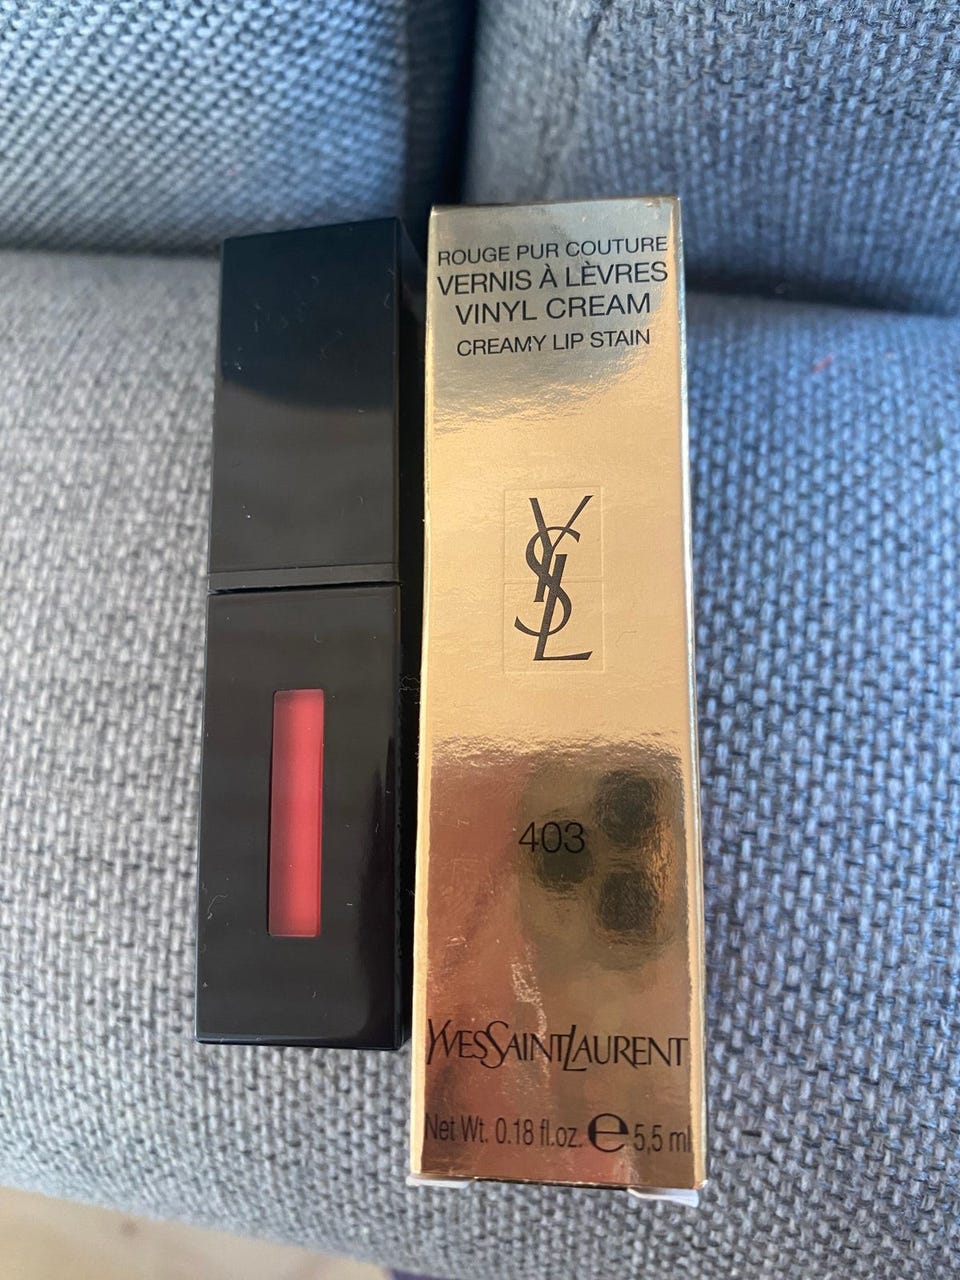 ROUGE PUR COUTURE
VERNIS À LÈVRES
VINYL CREAM
CREAMY LIP STAIN
YSL
403
YVESSAINTLAURENT
Net Wt. 0.18 fl.oz. e 5,5 ml